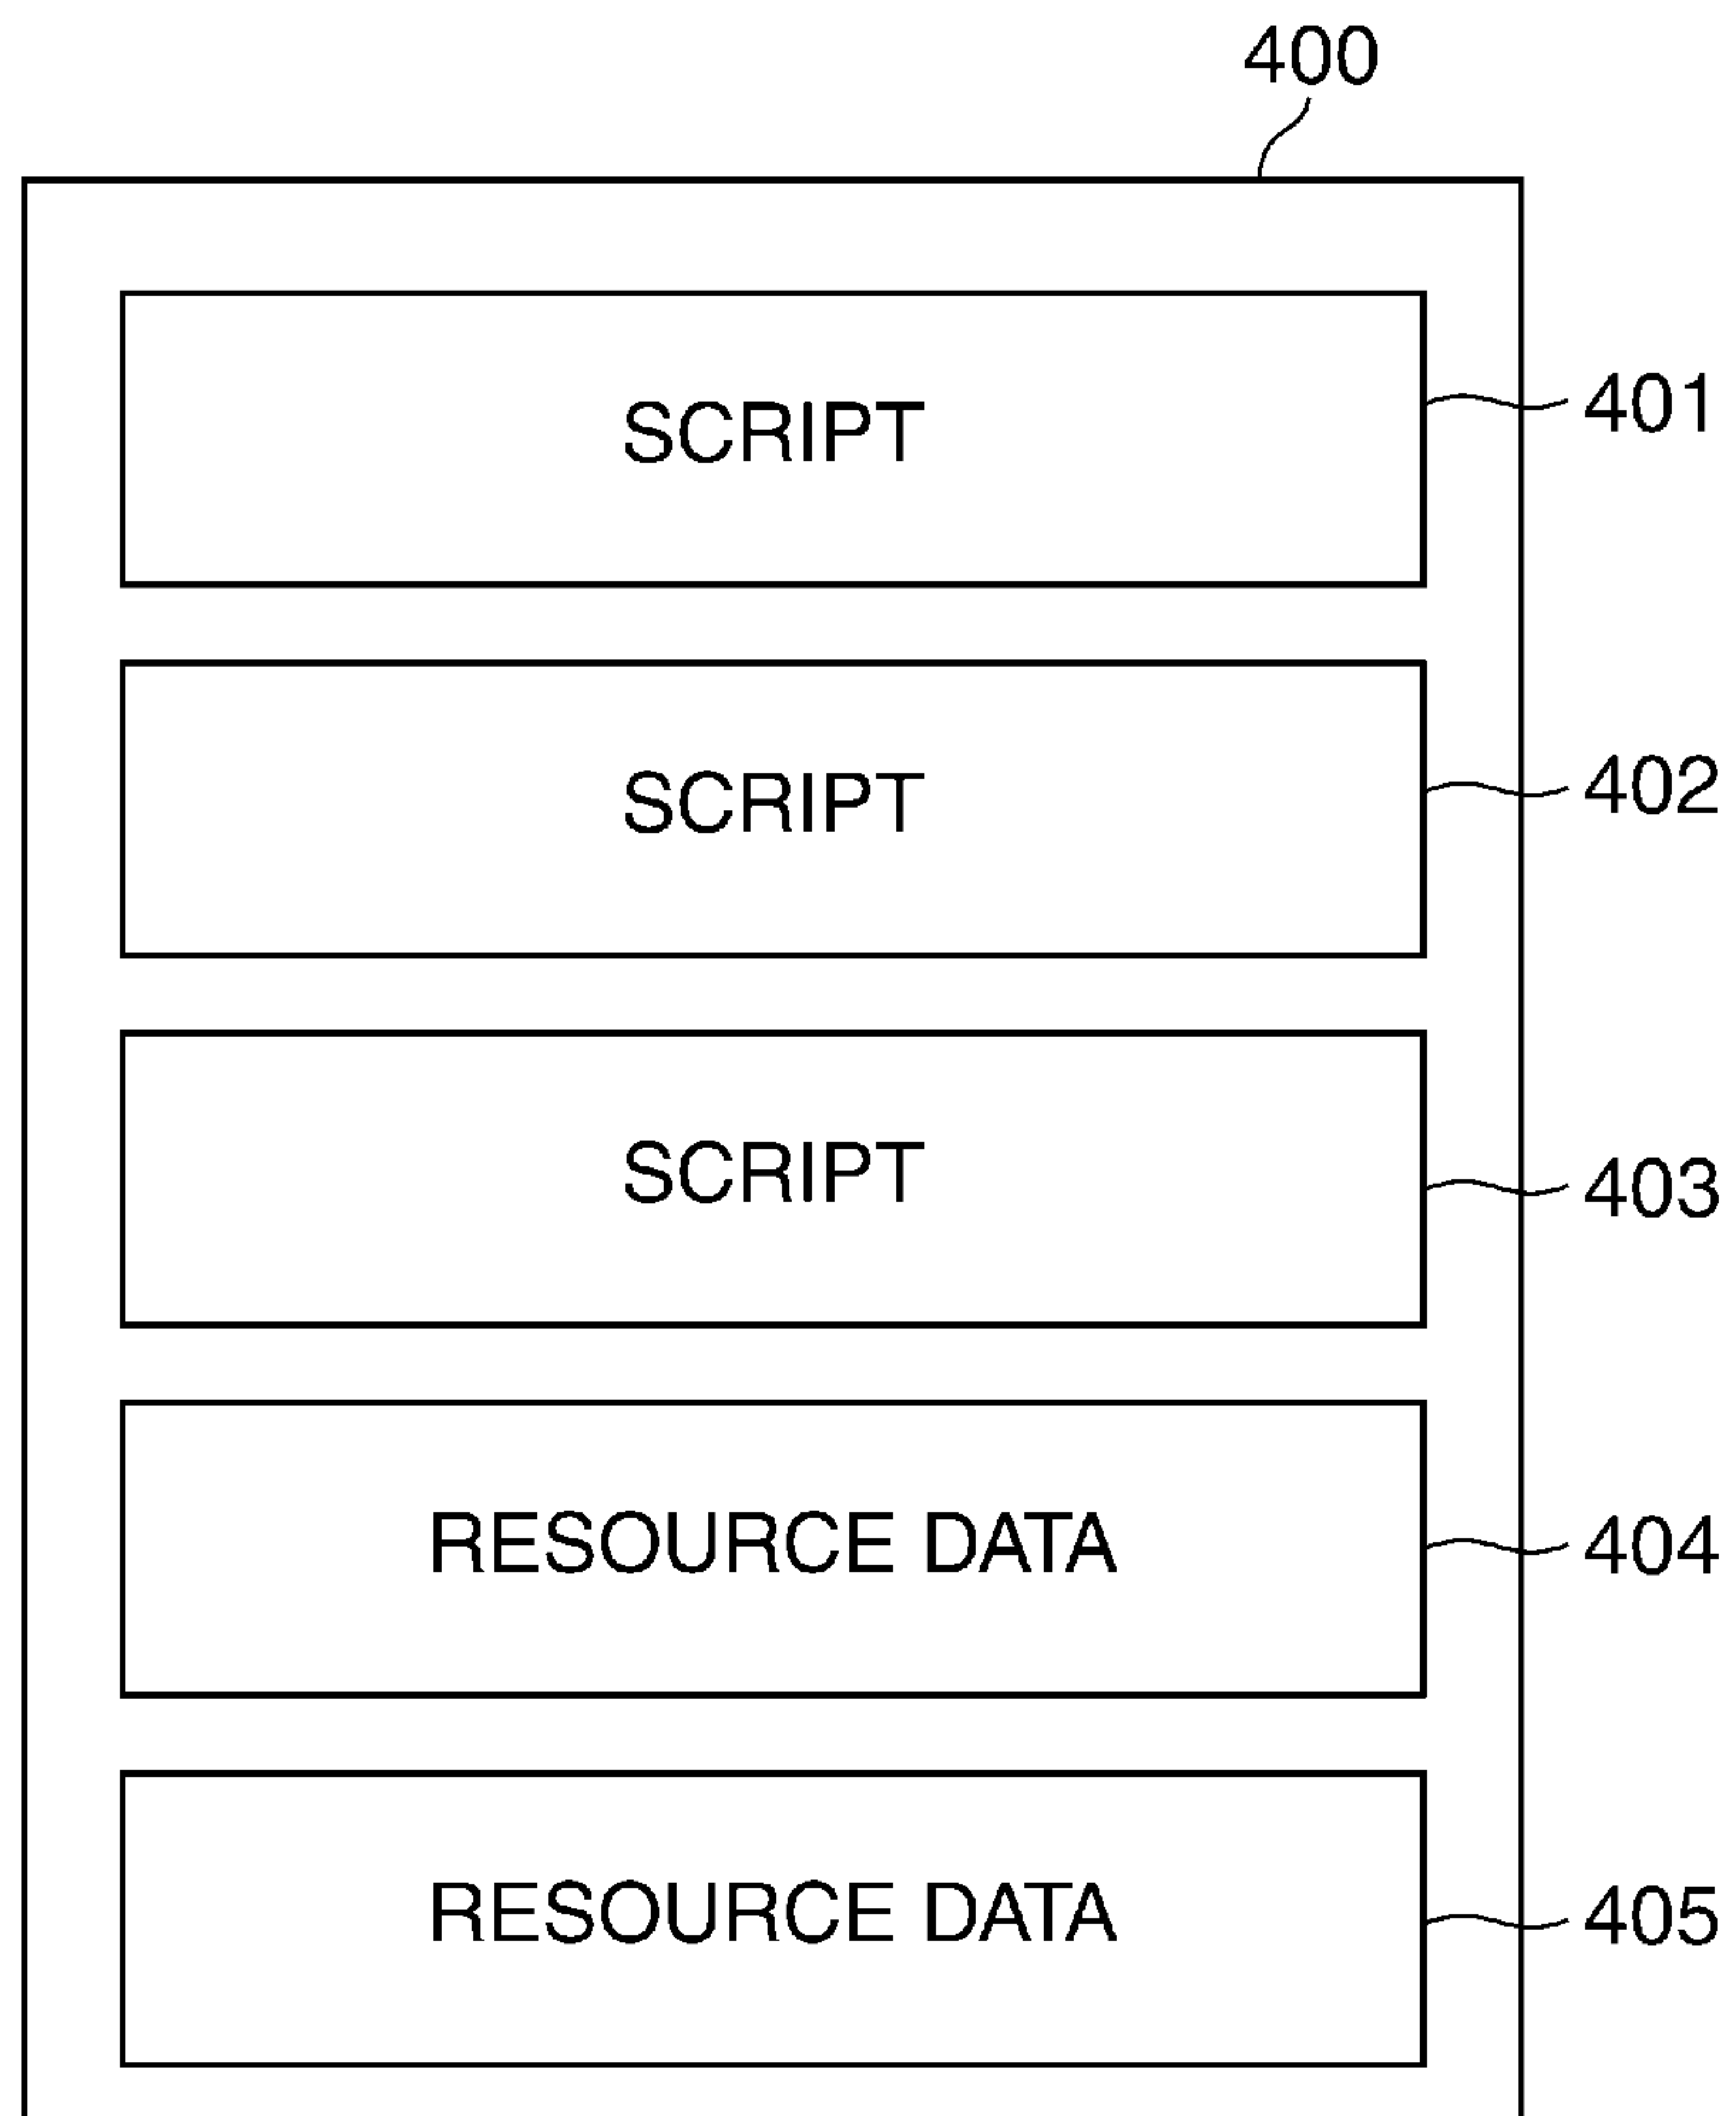 400
SCRIPT 401
SCRIPT 402
SCRIPT 403
RESOURCE DATA 404
RESOURCE DATA 405